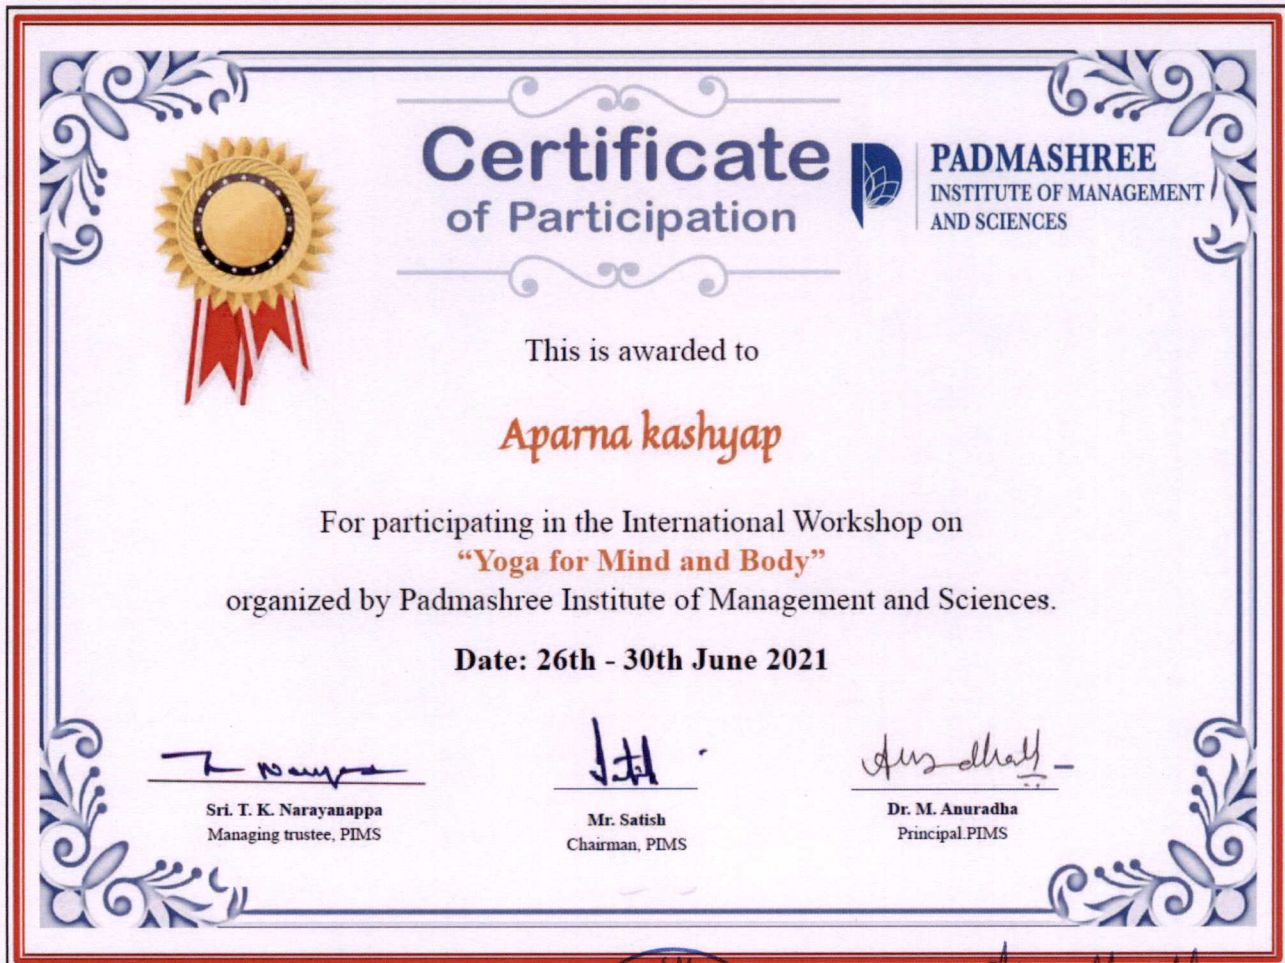 Certificate
of Participation
PADMASHREE
INSTITUTE OF MANAGEMENT
AND SCIENCES
This is awarded to
Aparna kashyap
For participating in the International Workshop on
“Yoga for Mind and Body”
organized by Padmashree Institute of Management and Sciences.
Date: 26th - 30th June 2021
Sri. T. K. Narayanappa
Managing trustee, PIMS
Mr. Satish
Chairman, PIMS
Dr. M. Anuradha
Principal.PIMS